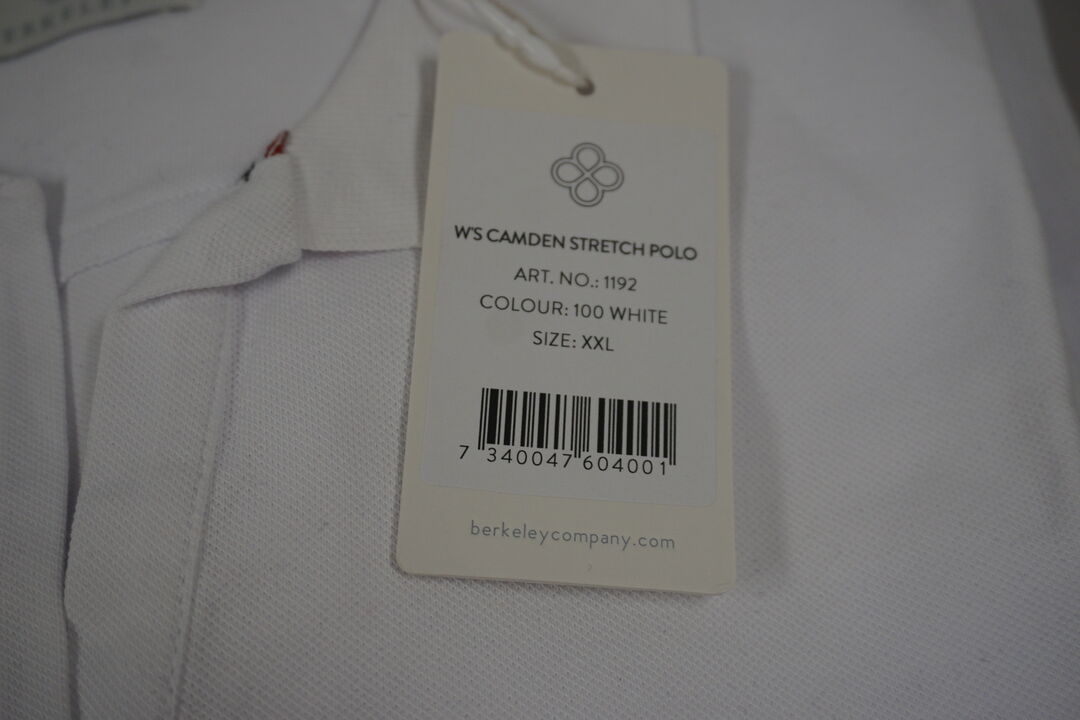 W'S CAMDEN STRETCH POLO
ART. NO.: 1192
COLOUR: 100 WHITE
SIZE: XXL
7 340047 604001
berkeleycompany.com